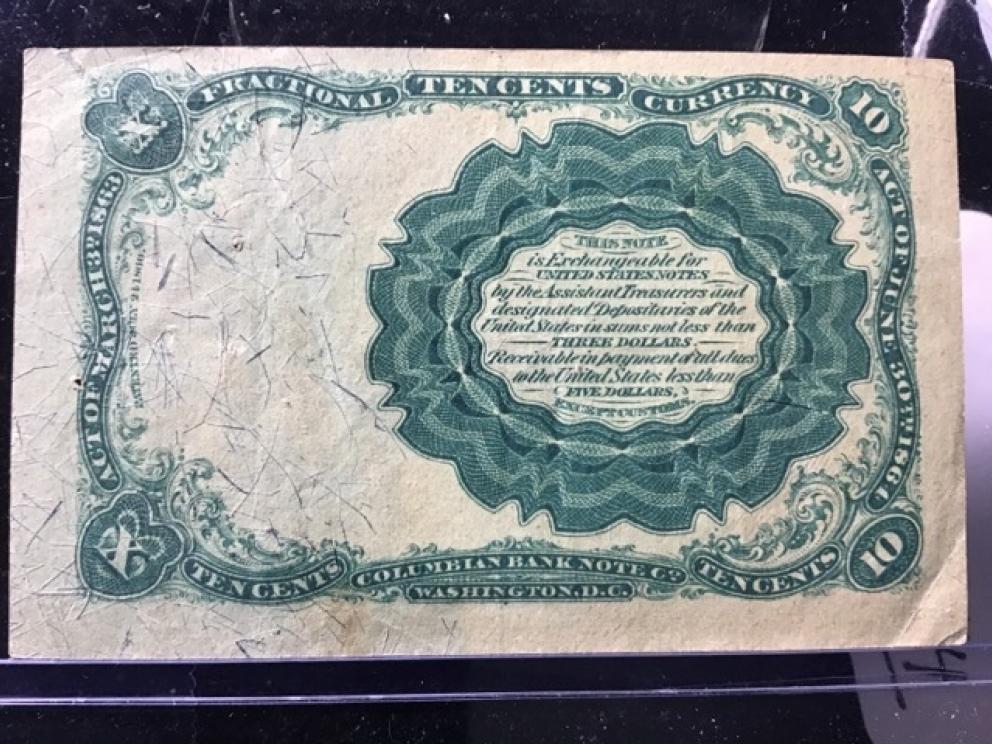 FRACTIONAL TEN CENTS CURRENCY
X
10
ACT OF MARCH 3D 1863
ACT OF JUNE 30TH 1864
THIS NOTE
is Exchangeable for
UNITED STATES NOTES
by the Assistant Treasurers and
designated Depositaries of the
United States in sums not less than
THREE DOLLARS
Receivable in payment of all dues
to the United States less than
FIVE DOLLARS,
EXCEPT CUSTOMS
X
10
TEN CENTS COLUMBIAN BANK NOTE CO. TEN CENTS
WASHINGTON, D.C.